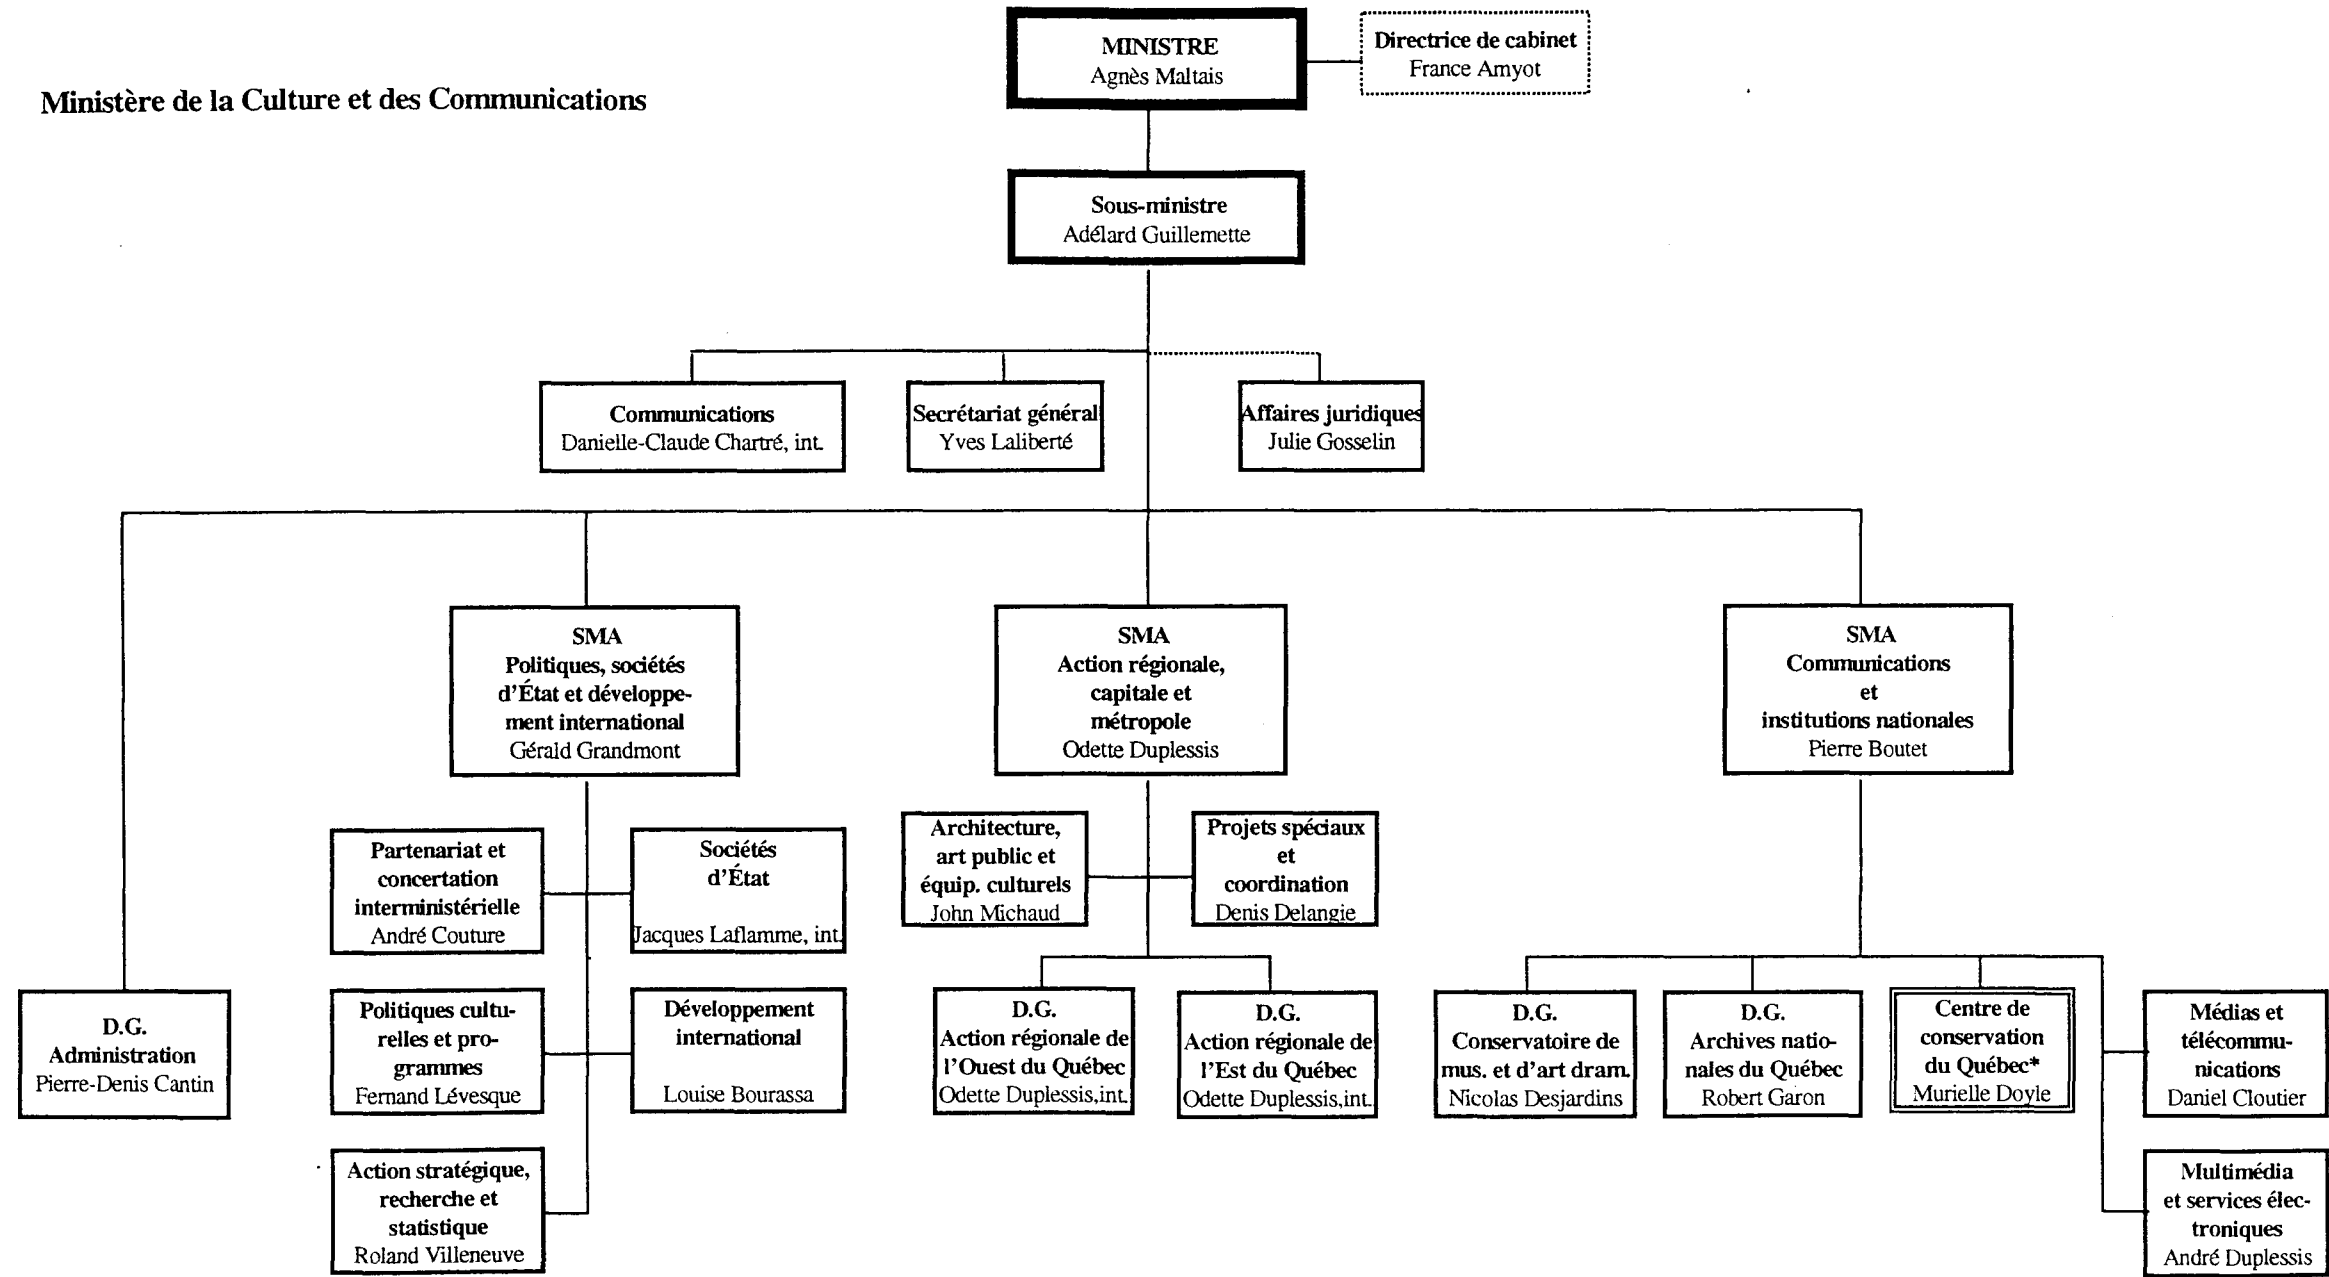 Ministère de la Culture et des Communications
MINISTRE
Agnès Maltais
Directrice de cabinet
France Amyot
Sous-ministre
Adélard Guillemette
Communications
Danielle-Claude Chartré, int.
Secrétariat général
Yves Laliberté
Affaires juridiques
Julie Gosselin
SMA
Politiques, sociétés
d'État et développe-
ment international
Gérald Grandmont
SMA
Action régionale,
capitale et
métropole
Odette Duplessis
SMA
Communications
et
institutions nationales
Pierre Boutet
Partenariat et
concertation
interministérielle
André Couture
Sociétés
d'État
Jacques Laflamme, int.
Architecture,
art public et
équip. culturels
John Michaud
Projets spéciaux
et
coordination
Denis Delangie
D.G.
Administration
Pierre-Denis Cantin
Politiques cultu-
relles et pro-
grammes
Fernand Lévesque
Développement
international
Louise Bourassa
D.G.
Action régionale de
l'Ouest du Québec
Odette Duplessis,int.
D.G.
Action régionale de
l'Est du Québec
Odette Duplessis,int.
D.G.
Conservatoire de
mus. et d'art dram.
Nicolas Desjardins
D.G.
Archives natio-
nales du Québec
Robert Garon
Centre de
conservation
du Québec*
Murielle Doyle
Médias et
télécommu-
nications
Daniel Cloutier
Action stratégique,
recherche et
statistique
Roland Villeneuve
Multimédia
et services élec-
troniques
André Duplessis